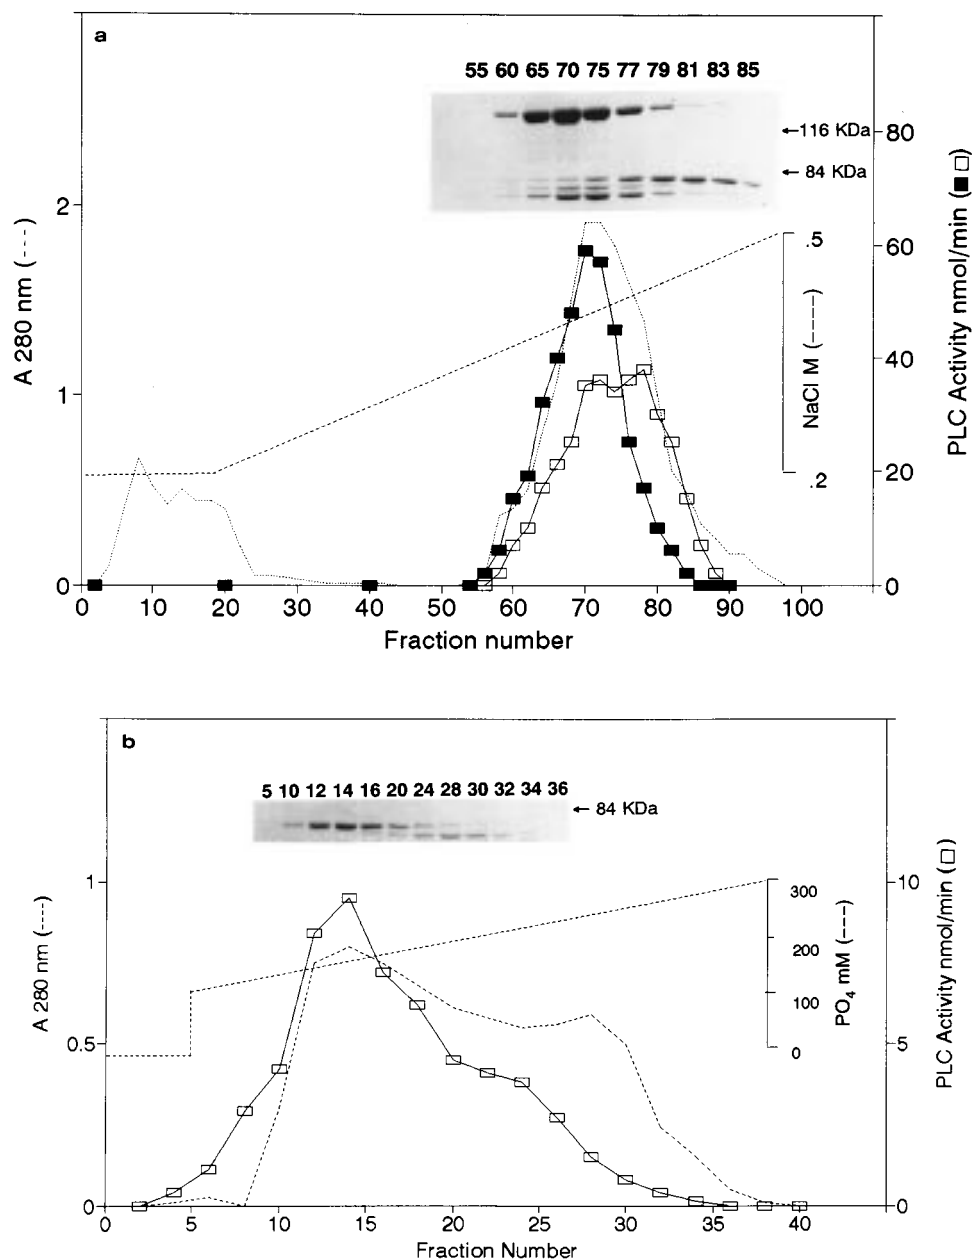 a
55 60 65 70 75 77 79 81 83 85
←116 KDa
← 84 KDa
A 280 nm (---)
2
1
0
NaCl M (-----)
.5
.2
PLC Activity nmol/min (■□)
80
60
40
20
0
0 10 20 30 40 50 60 70 80 90 100
Fraction number
b
5 10 12 14 16 20 24 28 30 32 34 36
← 84 KDa
A 280 nm (---)
1
0.5
0
PO4 mM (---)
300
200
100
0
PLC Activity nmol/min (□)
10
5
0
0 5 10 15 20 25 30 35 40
Fraction Number